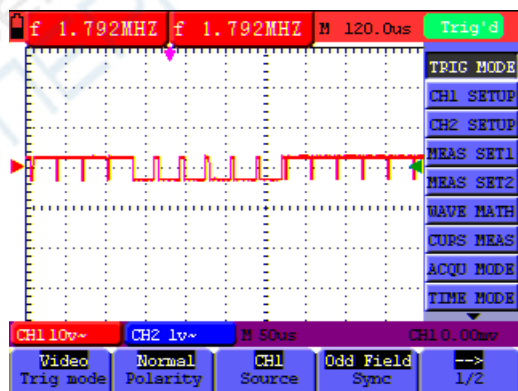 f 1.792MHZ f 1.792MHZ M 120.0us Trig'd
TRIG MODE
CH1 SETUP
CH2 SETUP
MEAS SET1
MEAS SET2
WAVE MATH
CUPS MEAS
ACQU MODE
TIME MODE
CH1 10v~ CH2 1v~ M 50us CH1 0.00mv
Video Normal CH1 Odd Field -->
Trig mode Polarity Source Sync 1/2